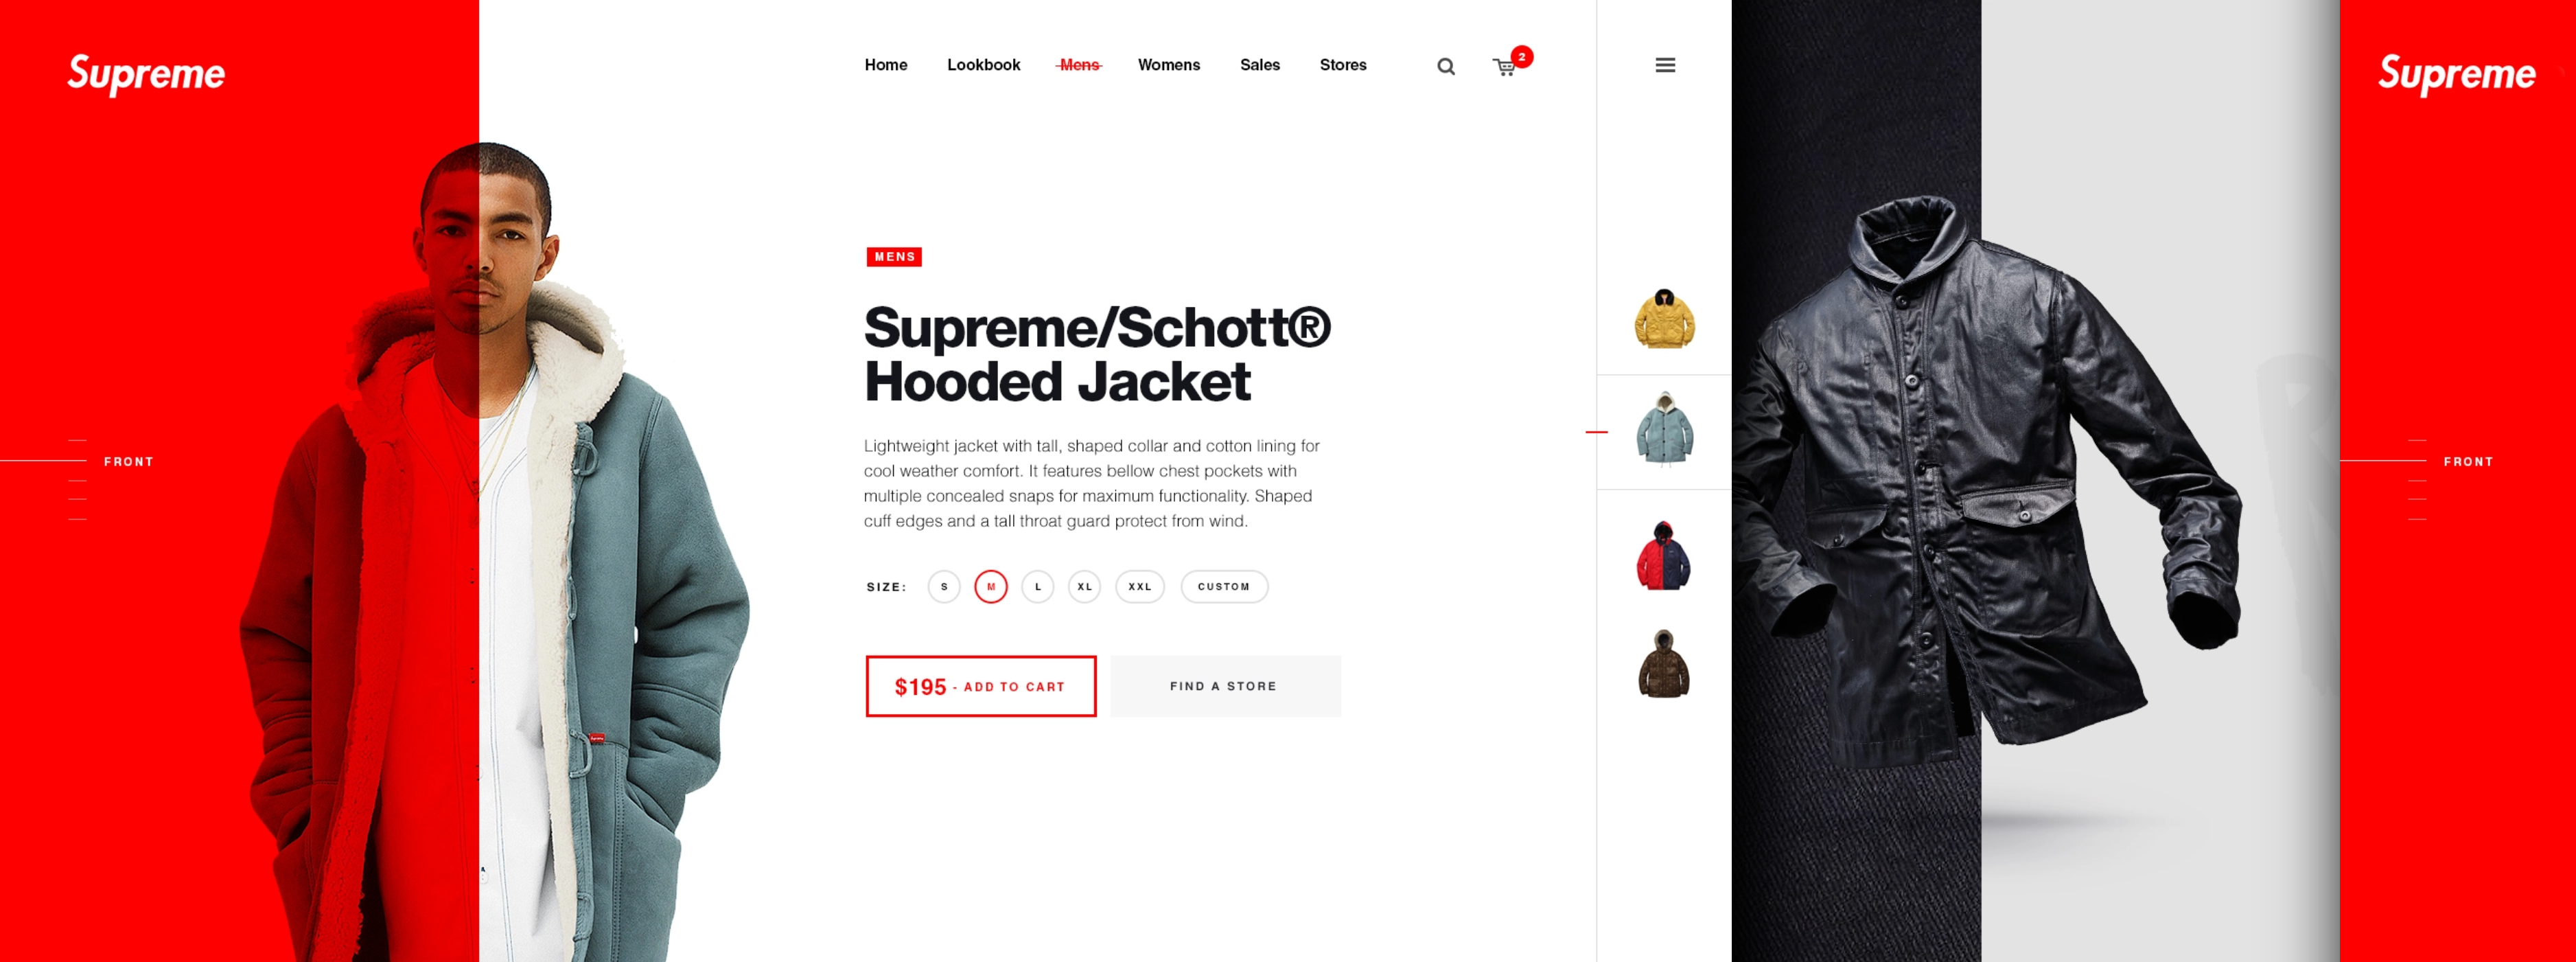 Supreme
Home Lookbook Mens Womens Sales Stores
2
Supreme
MENS
Supreme/Schott®
Hooded Jacket
FRONT
Lightweight jacket with tall, shaped collar and cotton lining for
cool weather comfort. It features bellow chest pockets with
multiple concealed snaps for maximum functionality. Shaped
cuff edges and a tall throat guard protect from wind.
FRONT
SIZE: S M L XL XXL CUSTOM
$195 - ADD TO CART
FIND A STORE